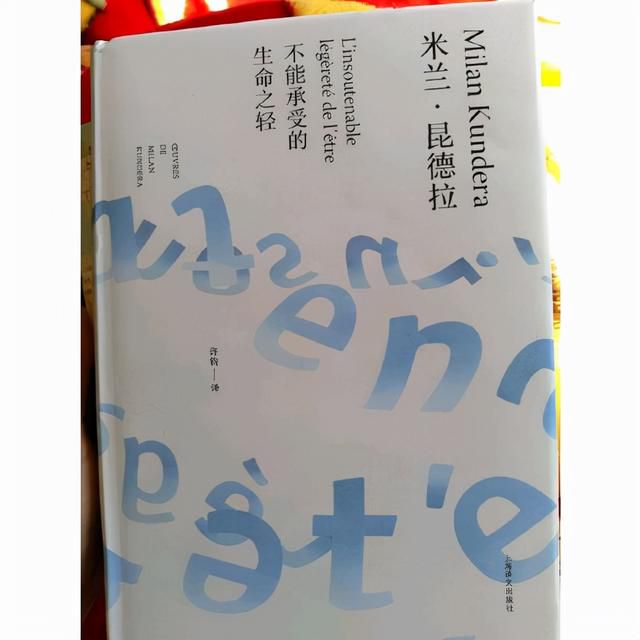 Milan Kundera
米兰·昆德拉
L'insoutenable
légèreté de l'être
不能承受的
生命之轻
ŒUVRES
DE
MILAN
KUNDERA
许钧——译
上海译文出版社